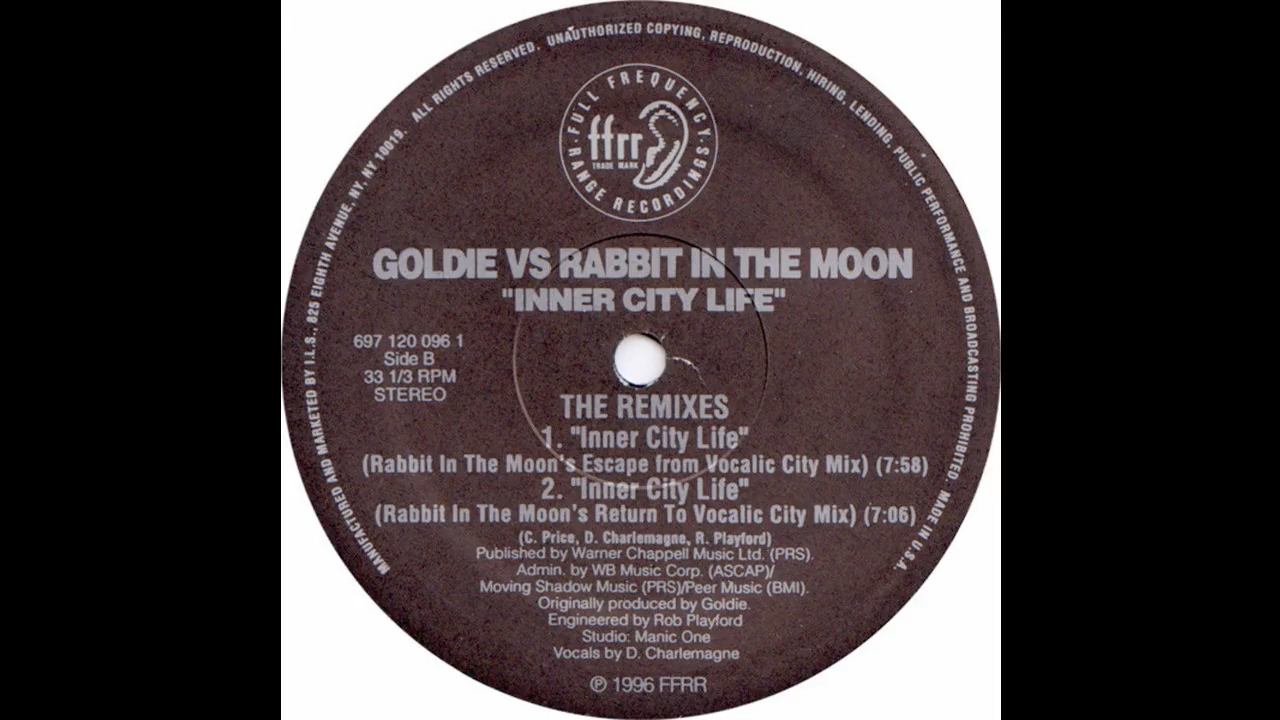 MANUFACTURED AND MARKETED BY I.L.S., 825 EIGHTH AVENUE, NY, NY 10019. ALL RIGHTS RESERVED. UNAUTHORIZED COPYING, REPRODUCTION, HIRING, LENDING, PUBLIC PERFORMANCE AND BROADCASTING PROHIBITED. MADE IN U.S.A.
· FULL FREQUENCY ·
ffrr
TRADE MARK
RANGE RECORDINGS
GOLDIE VS RABBIT IN THE MOON
"INNER CITY LIFE"
697 120 096 1
Side B
33 1/3 RPM
STEREO
THE REMIXES
1. "Inner City Life"
(Rabbit In The Moon's Escape from Vocalic City Mix) (7:58)
2. "Inner City Life"
(Rabbit In The Moon's Return To Vocalic City Mix) (7:06)
(C. Price, D. Charlemagne, R. Playford)
Published by Warner Chappell Music Ltd. (PRS).
Admin. by WB Music Corp. (ASCAP)/
Moving Shadow Music (PRS)/Peer Music (BMI).
Originally produced by Goldie.
Engineered by Rob Playford
Studio: Manic One
Vocals by D. Charlemagne
℗ 1996 FFRR